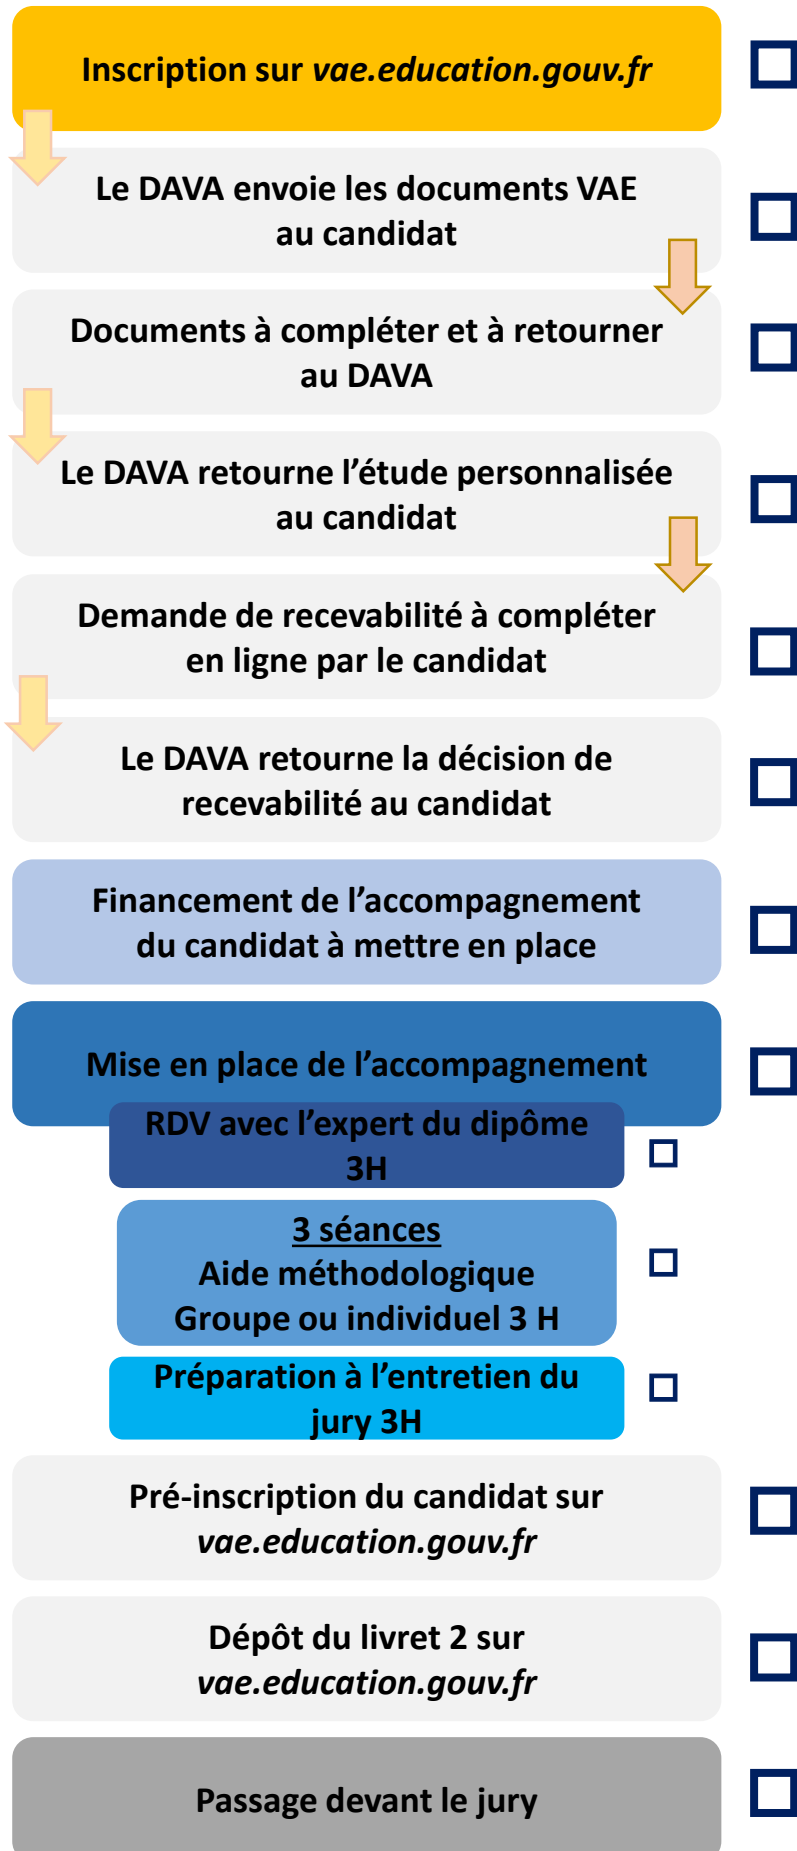 Inscription sur vae.education.gouv.fr
Le DAVA envoie les documents VAE
au candidat
Documents à compléter et à retourner
au DAVA
Le DAVA retourne l’étude personnalisée
au candidat
Demande de recevabilité à compléter
en ligne par le candidat
Le DAVA retourne la décision de
recevabilité au candidat
Financement de l’accompagnement
du candidat à mettre en place
Mise en place de l’accompagnement
RDV avec l’expert du dipôme
3H
3 séances
Aide méthodologique
Groupe ou individuel 3 H
Préparation à l’entretien du
jury 3H
Pré-inscription du candidat sur
vae.education.gouv.fr
Dépôt du livret 2 sur
vae.education.gouv.fr
Passage devant le jury